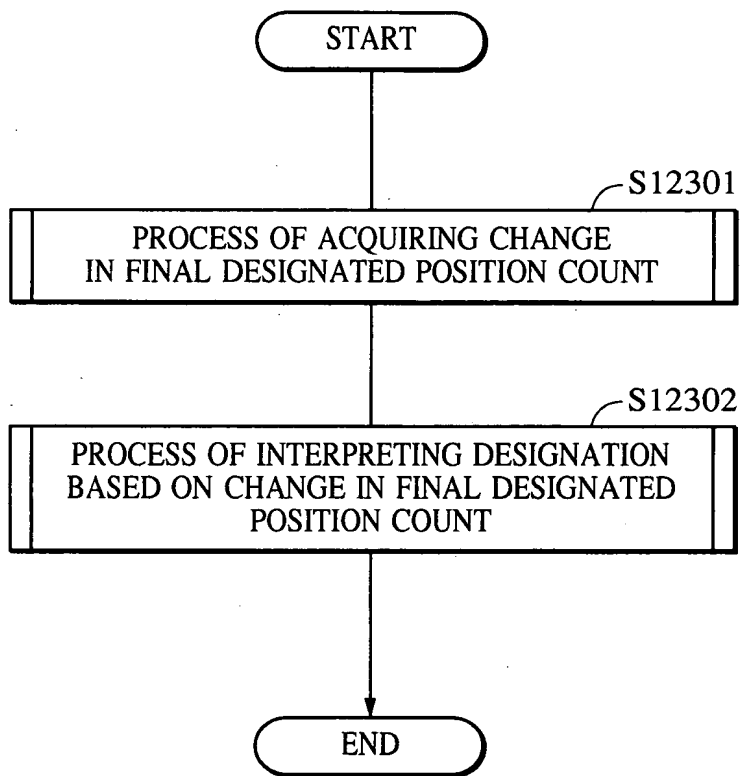 START
S12301
PROCESS OF ACQUIRING CHANGE
IN FINAL DESIGNATED POSITION COUNT
S12302
PROCESS OF INTERPRETING DESIGNATION
BASED ON CHANGE IN FINAL DESIGNATED
POSITION COUNT
END